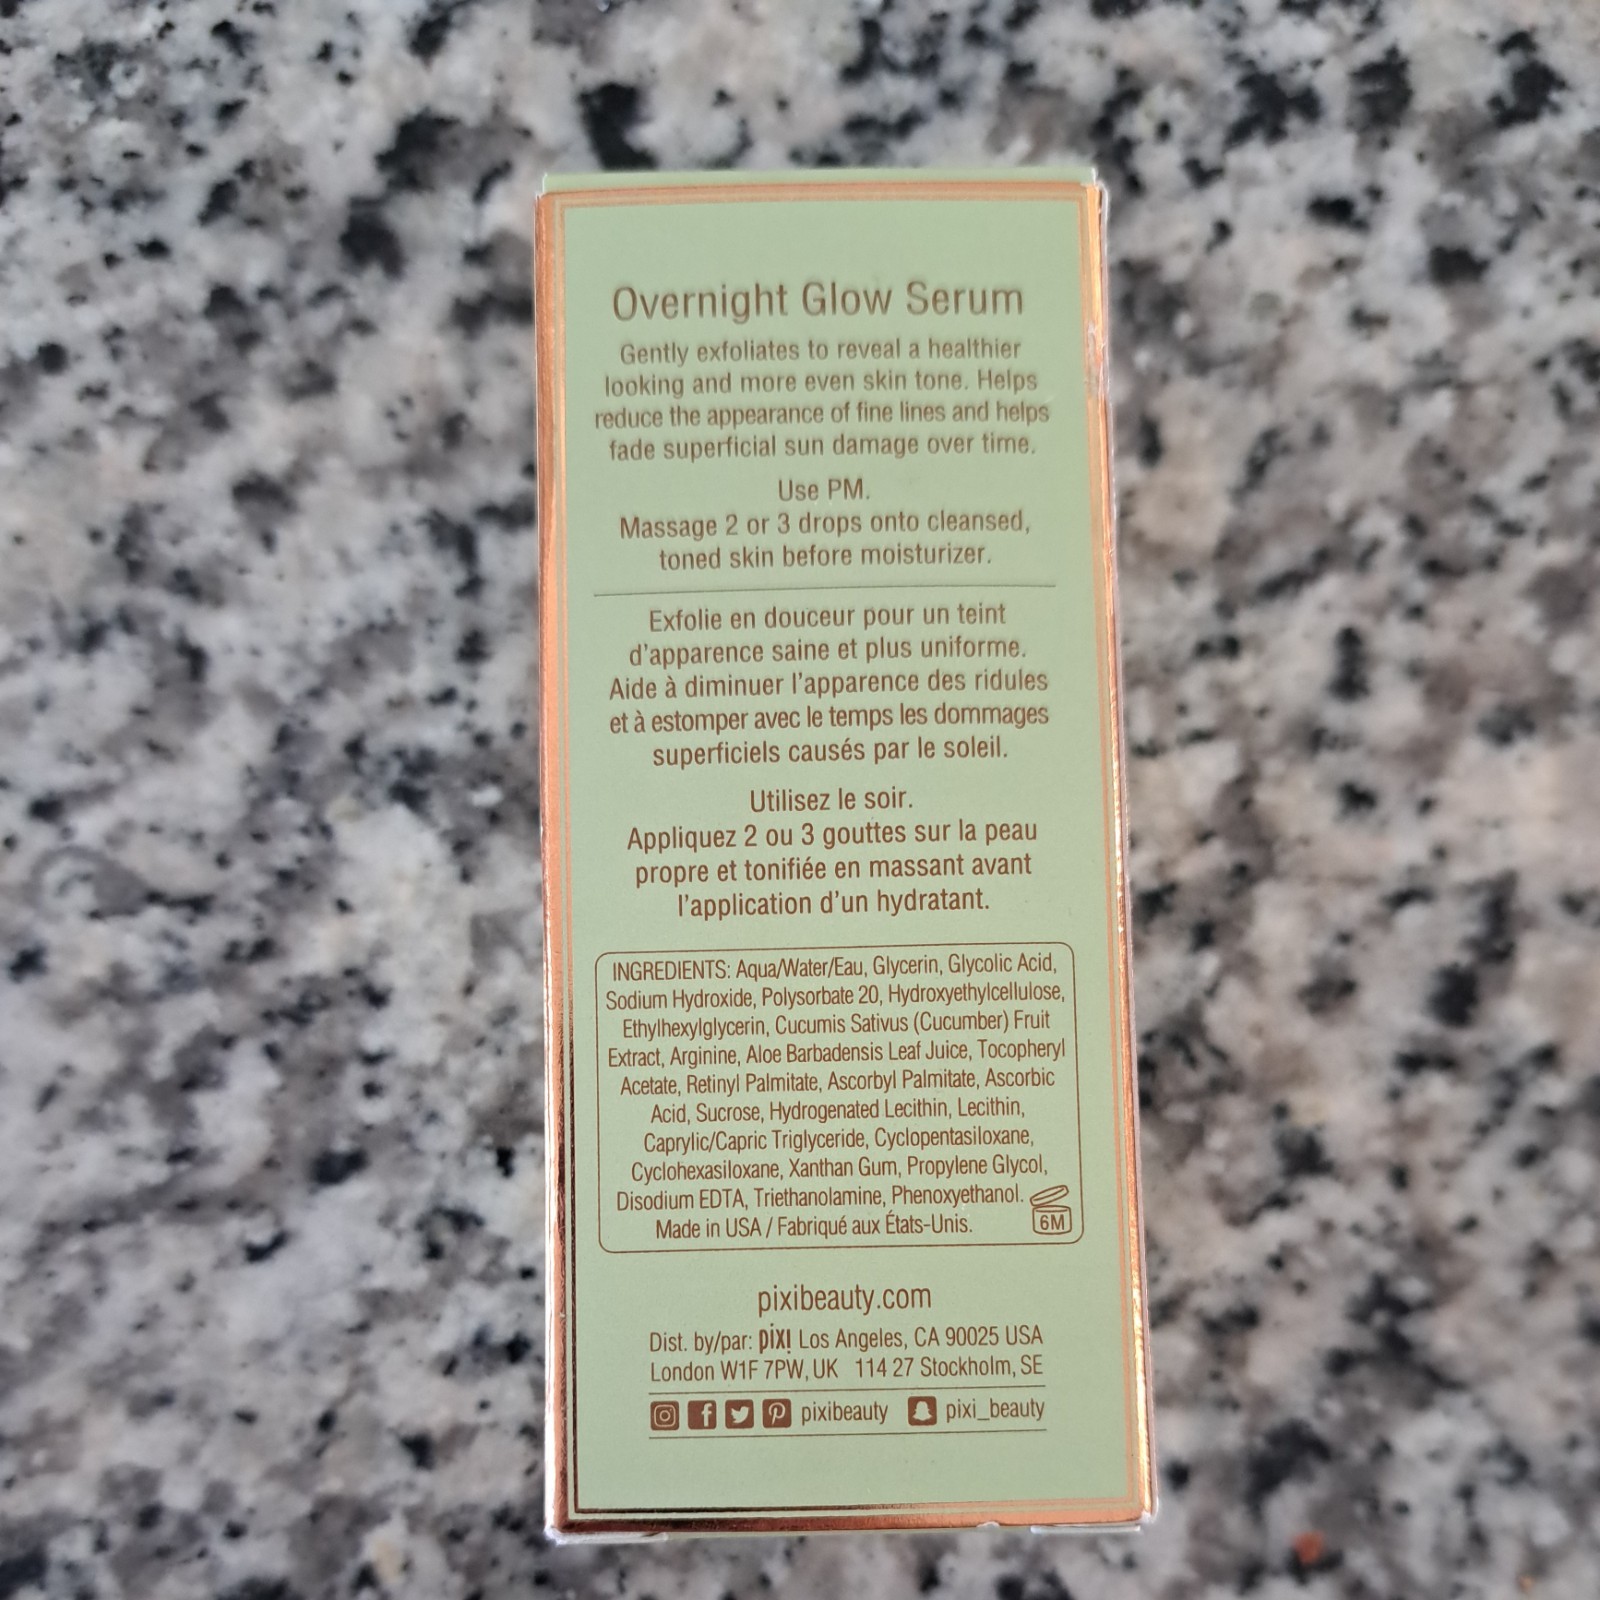 Overnight Glow Serum
Gently exfoliates to reveal a healthier
looking and more even skin tone. Helps
reduce the appearance of fine lines and helps
fade superficial sun damage over time.
Use PM.
Massage 2 or 3 drops onto cleansed,
toned skin before moisturizer.
Exfolie en douceur pour un teint
d'apparence saine et plus uniforme.
Aide à diminuer l'apparence des ridules
et à estomper avec le temps les dommages
superficiels causés par le soleil.
Utilisez le soir.
Appliquez 2 ou 3 gouttes sur la peau
propre et tonifiée en massant avant
l'application d'un hydratant.
INGREDIENTS: Aqua/Water/Eau, Glycerin, Glycolic Acid,
Sodium Hydroxide, Polysorbate 20, Hydroxyethylcellulose,
Ethylhexylglycerin, Cucumis Sativus (Cucumber) Fruit
Extract, Arginine, Aloe Barbadensis Leaf Juice, Tocopheryl
Acetate, Retinyl Palmitate, Ascorbyl Palmitate, Ascorbic
Acid, Sucrose, Hydrogenated Lecithin, Lecithin,
Caprylic/Capric Triglyceride, Cyclopentasiloxane,
Cyclohexasiloxane, Xanthan Gum, Propylene Glycol,
Disodium EDTA, Triethanolamine, Phenoxyethanol.
Made in USA / Fabriqué aux États-Unis.
6M
pixibeauty.com
Dist. by/par: pixi Los Angeles, CA 90025 USA
London W1F 7PW, UK 114 27 Stockholm, SE
pixibeauty pixi_beauty